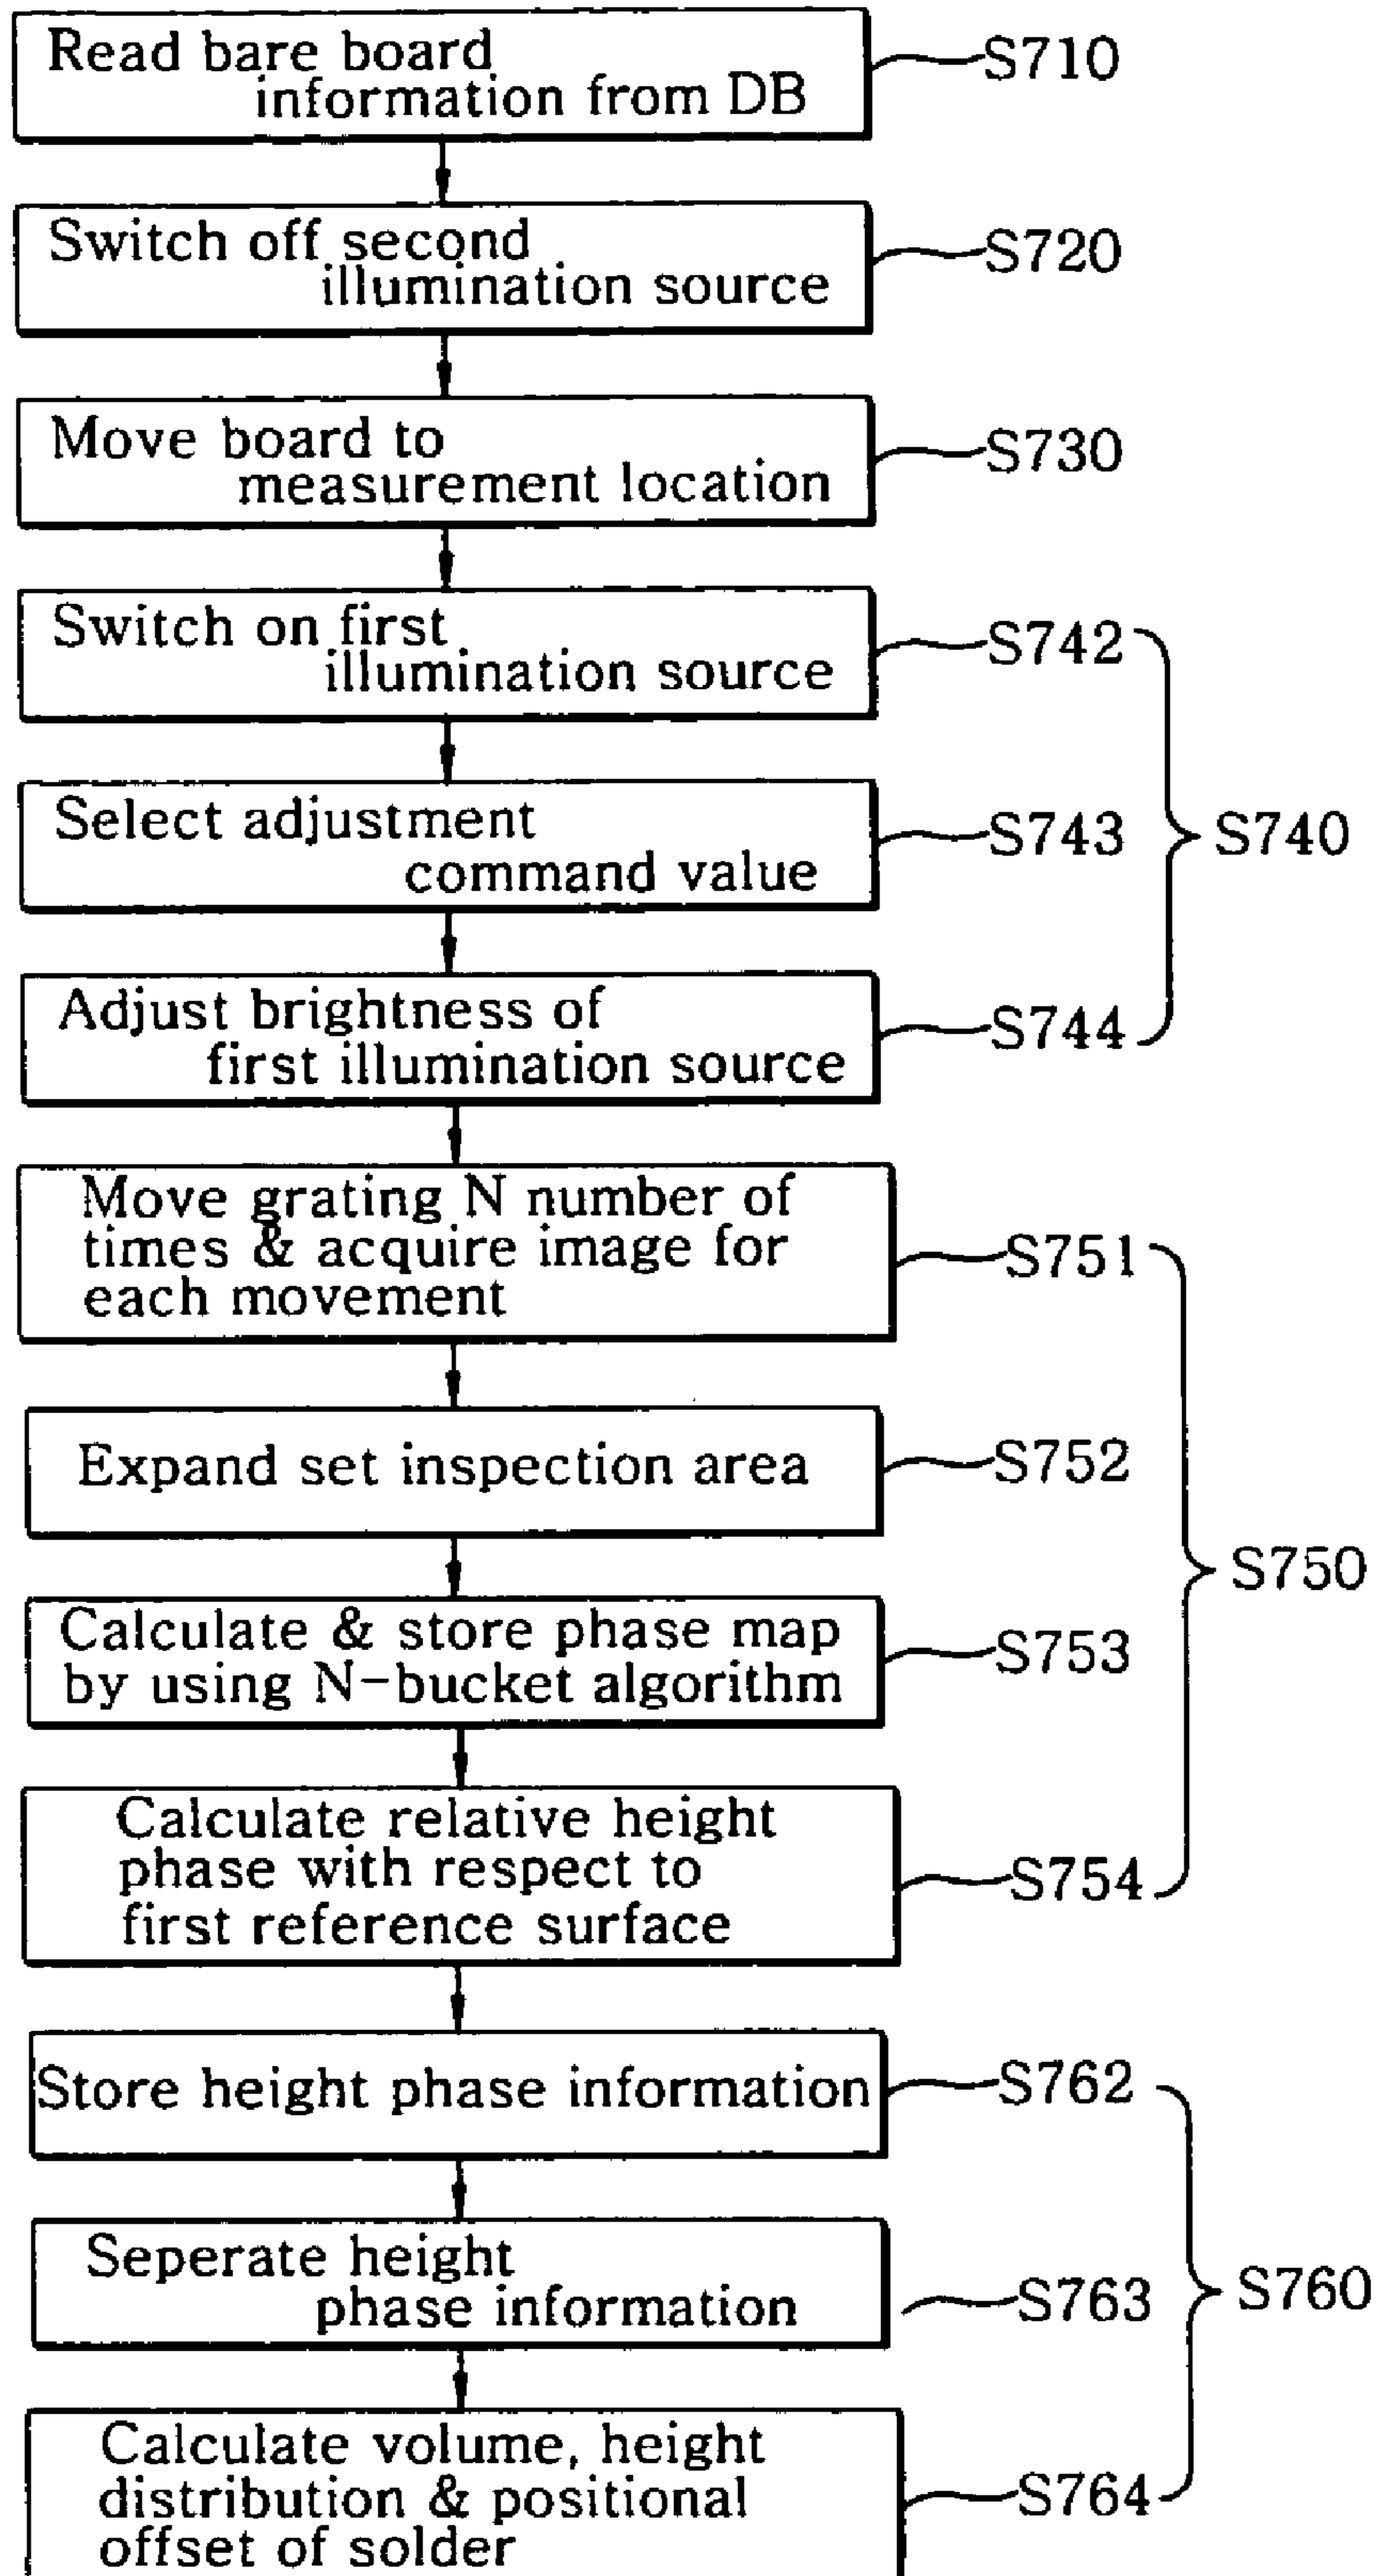 Read bare board
information from DB
S710
Switch off second
illumination source
S720
Move board to
measurement location
S730
Switch on first
illumination source
S742
Select adjustment
command value
S743
S740
Adjust brightness of
first illumination source
S744
Move grating N number of
times & acquire image for
each movement
S751
Expand set inspection area
S752
S750
Calculate & store phase map
by using N-bucket algorithm
S753
Calculate relative height
phase with respect to
first reference surface
S754
Store height phase information
S762
Seperate height
phase information
S763
S760
Calculate volume, height
distribution & positional
offset of solder
S764